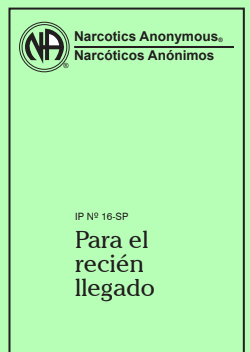 NA
®
Narcotics Anonymous®
Narcóticos Anónimos
IP Nº 16-SP
Para el
recién
llegado